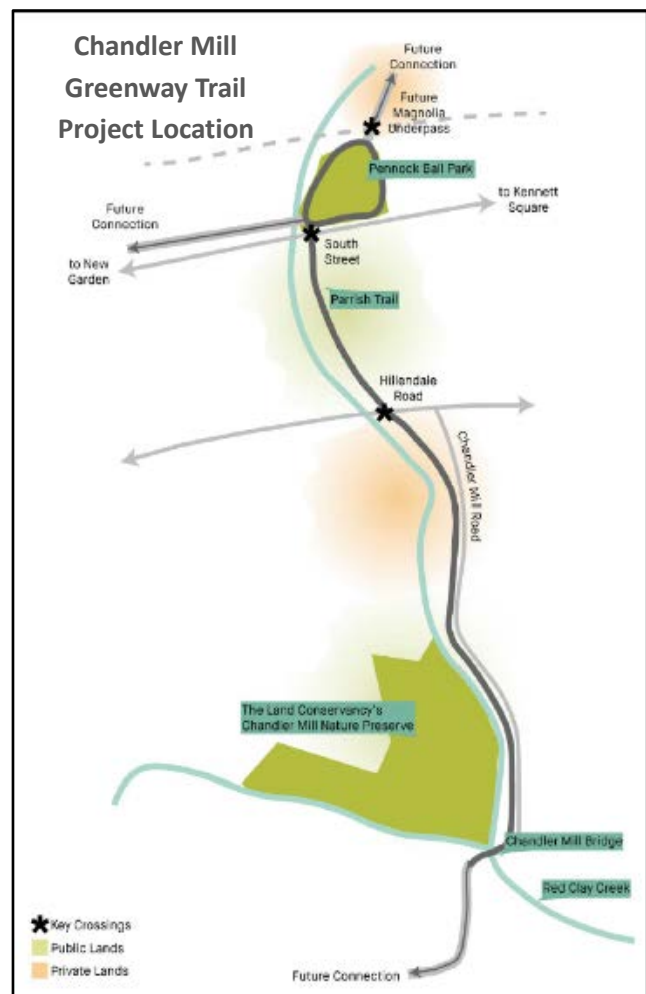 Chandler Mill
Greenway Trail
Project Location
Future
Connection
Future
Magnolia
Underpass
Pennock Ball Park
to Kennett
Square
Future
Connection
South
Street
to New
Garden
Parrish Trail
Hillendale
Road
Chandler Mill Road
The Land Conservancy's
Chandler Mill Nature Preserve
Chandler Mill Bridge
Red Clay Creek
Key Crossings
Public Lands
Private Lands
Future Connection